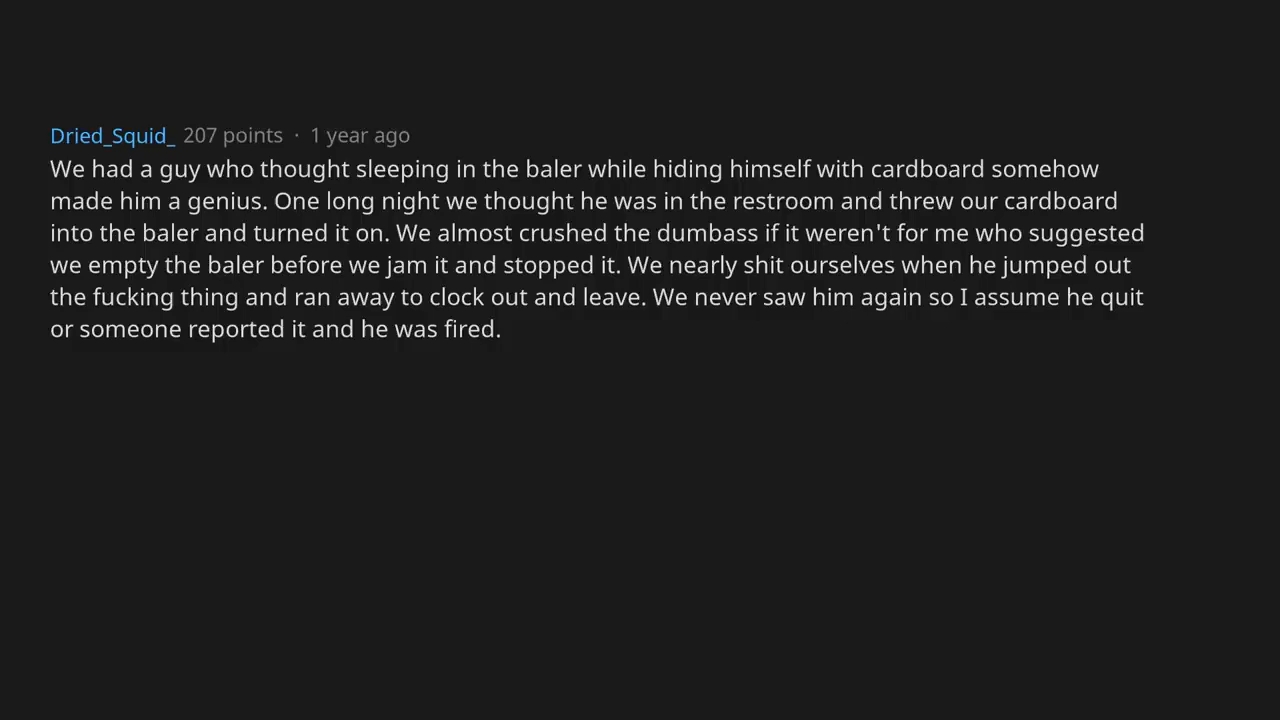 Dried_Squid_ 207 points · 1 year ago
We had a guy who thought sleeping in the baler while hiding himself with cardboard somehow
made him a genius. One long night we thought he was in the restroom and threw our cardboard
into the baler and turned it on. We almost crushed the dumbass if it weren't for me who suggested
we empty the baler before we jam it and stopped it. We nearly shit ourselves when he jumped out
the fucking thing and ran away to clock out and leave. We never saw him again so I assume he quit
or someone reported it and he was fired.